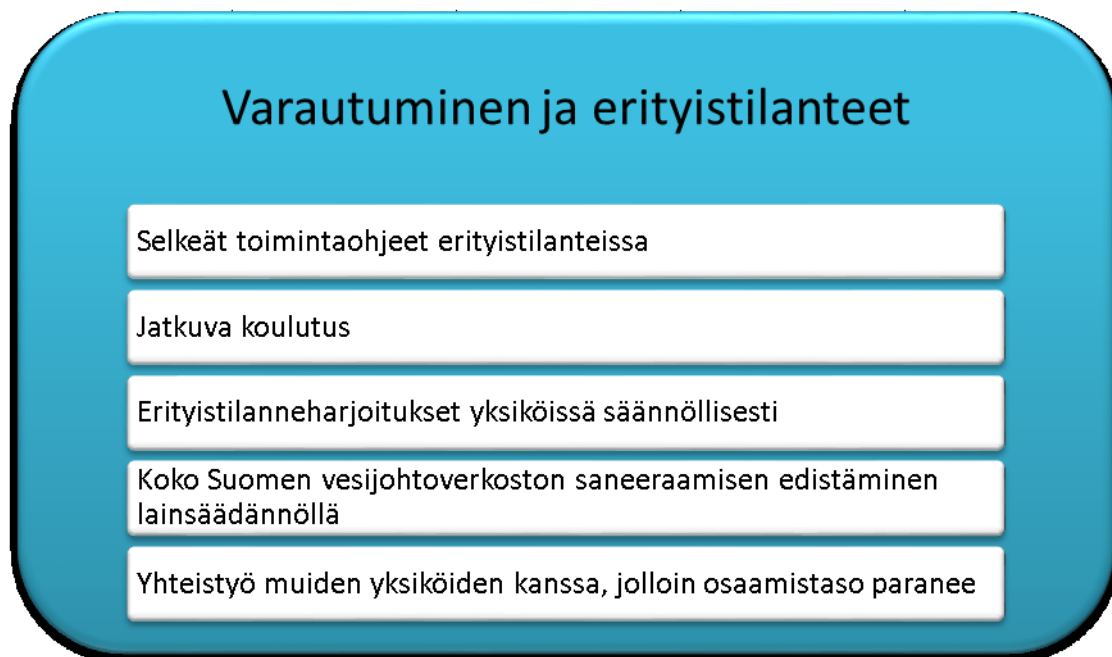 Varautuminen ja erityistilanteet
Selkeät toimintaohjeet erityistilanteissa
Jatkuva koulutus
Erityistilanneharjoitukset yksiköissä säännöllisesti
Koko Suomen vesijohtoverkoston saneeraamisen edistäminen
lainsäädännöllä
Yhteistyö muiden yksiköiden kanssa, jolloin osaamistaso paranee